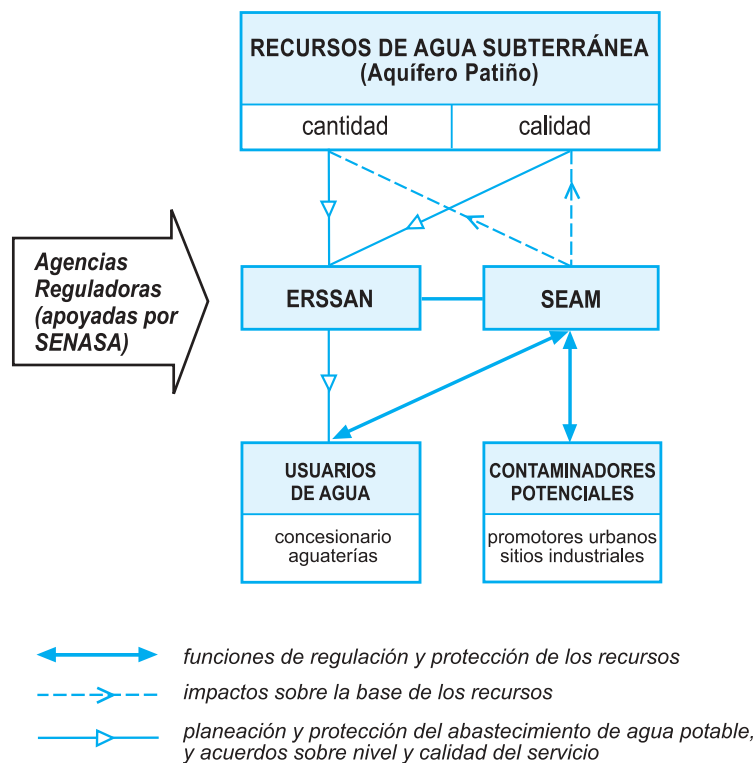 RECURSOS DE AGUA SUBTERRÁNEA
(Aquífero Patiño)
cantidad
calidad
Agencias
Reguladoras
(apoyadas por
SENASA)
ERSSAN
SEAM
USUARIOS
DE AGUA
concesionario
aguaterías
CONTAMINADORES
POTENCIALES
promotores urbanos
sitios industriales
funciones de regulación y protección de los recursos
impactos sobre la base de los recursos
planeación y protección del abastecimiento de agua potable,
y acuerdos sobre nivel y calidad del servicio